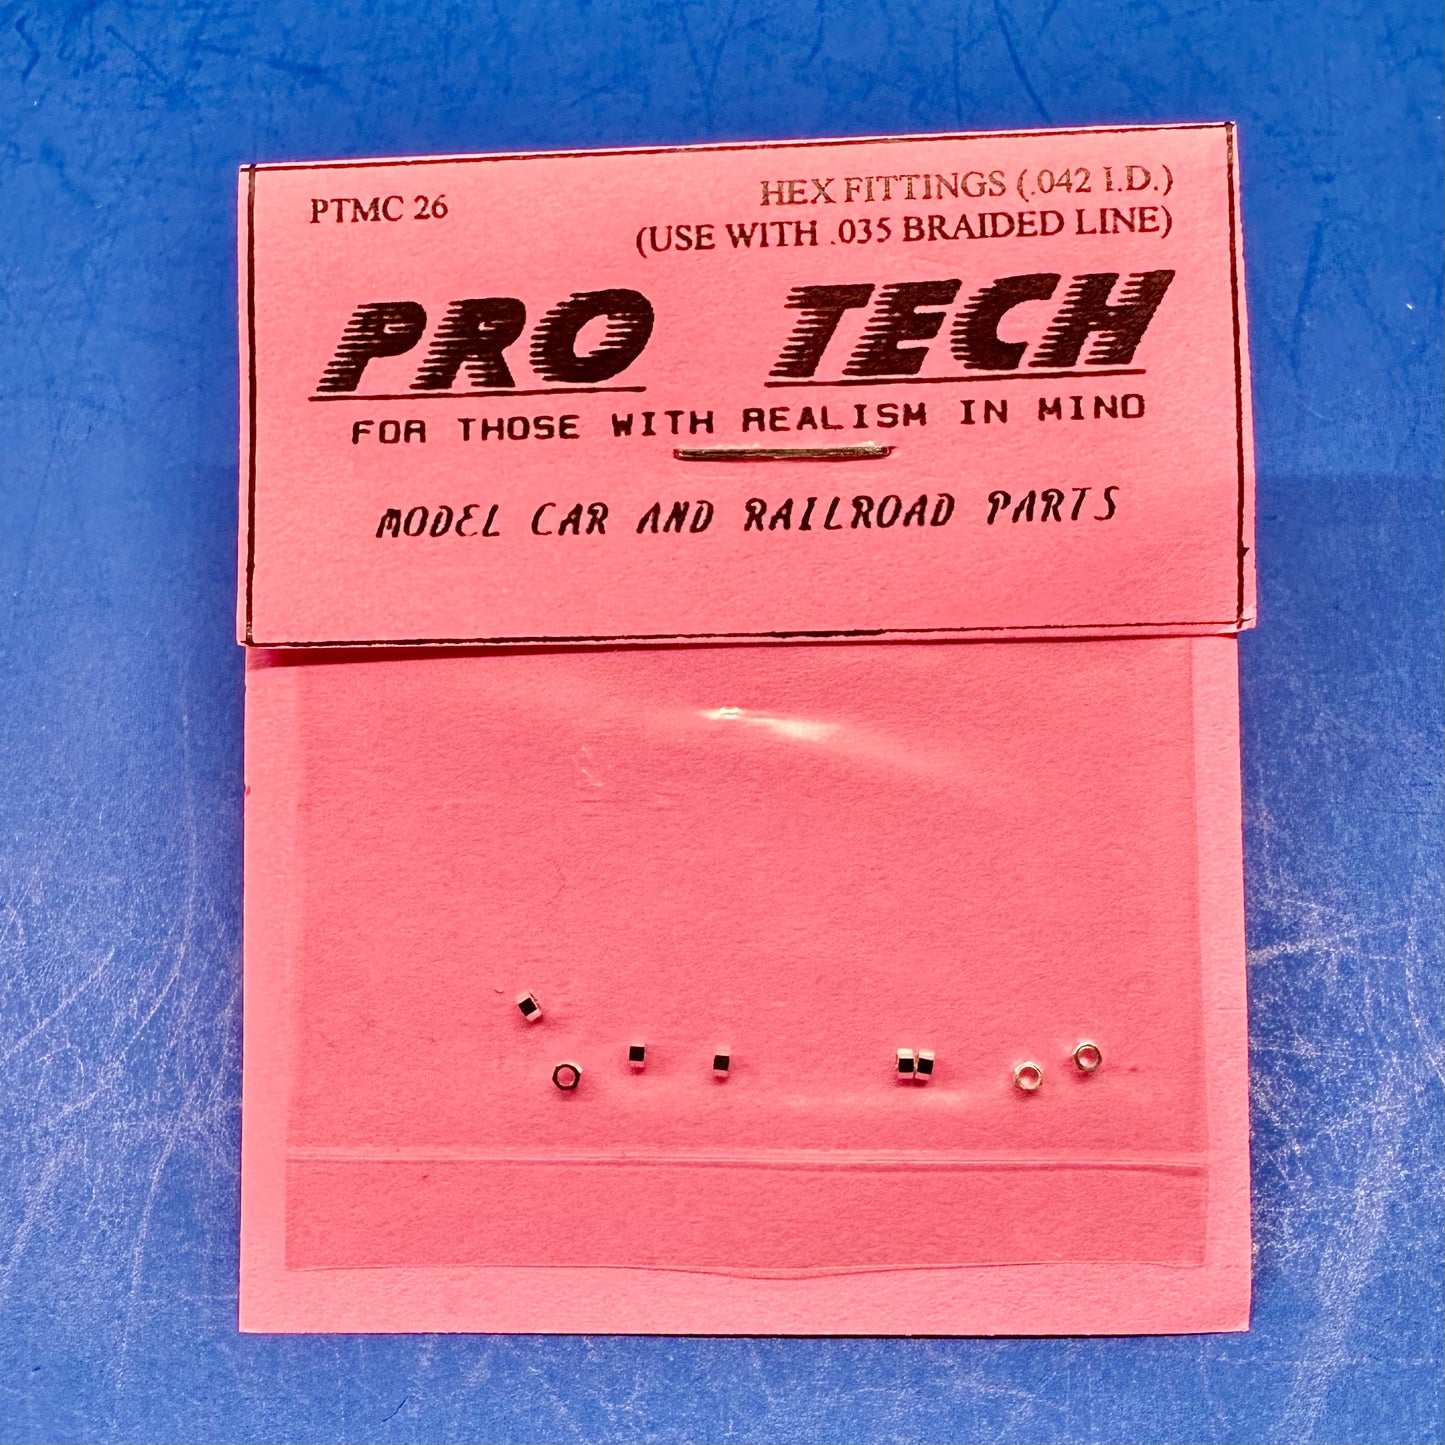 PTMC 26
HEX FITTINGS (.042 I.D.)
(USE WITH .035 BRAIDED LINE)
PRO TECH
FOR THOSE WITH REALISM IN MIND
MODEL CAR AND RAILROAD PARTS